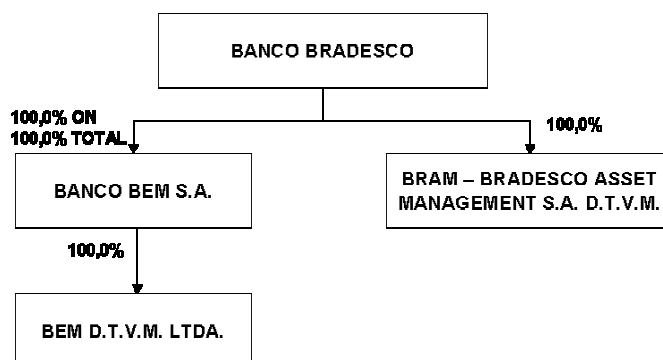 BANCO BRADESCO
100,0% ON
100,0% TOTAL
100,0%
BANCO BEM S.A.
BRAM – BRADESCO ASSET
MANAGEMENT S.A. D.T.V.M.
100,0%
BEM D.T.V.M. LTDA.